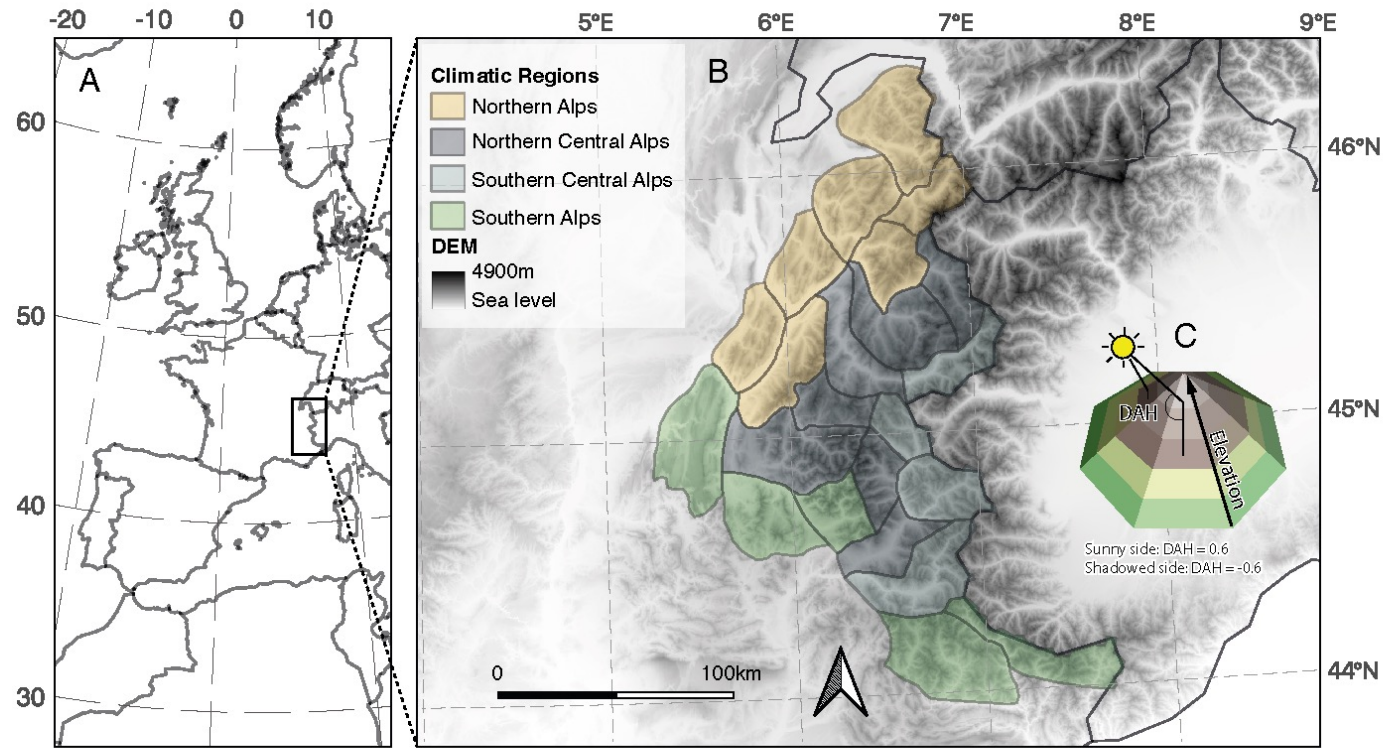 -20 -10 0 10
5°E 6°E 7°E 8°E 9°E
A
60
50
40
30
B
Climatic Regions
Northern Alps
Northern Central Alps
Southern Central Alps
Southern Alps
DEM
4900m
Sea level
46°N
45°N
44°N
C
DAH
Elevation
Sunny side: DAH = 0.6
Shadowed side: DAH = -0.6
0 100km